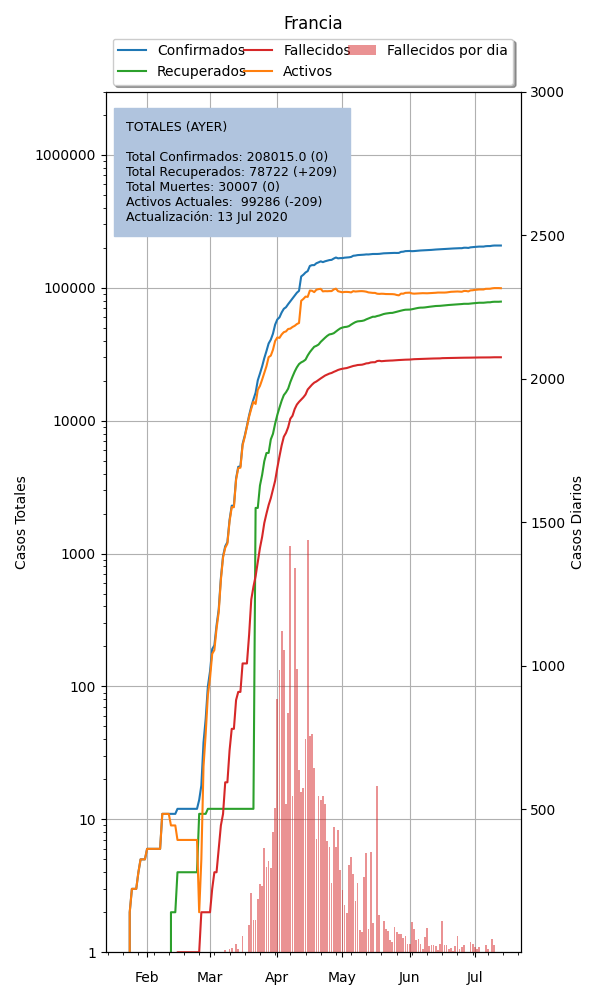 Francia
Confirmados
Recuperados
Fallecidos
Activos
Fallecidos por dia
TOTALES (AYER)
Total Confirmados: 208015.0 (0)
Total Recuperados: 78722 (+209)
Total Muertes: 30007 (0)
Activos Actuales:  99286 (-209)
Actualización: 13 Jul 2020
1000000
100000
10000
1000
100
10
1
Casos Totales
3000
2500
2000
1500
1000
500
Casos Diarios
Feb
Mar
Apr
May
Jun
Jul